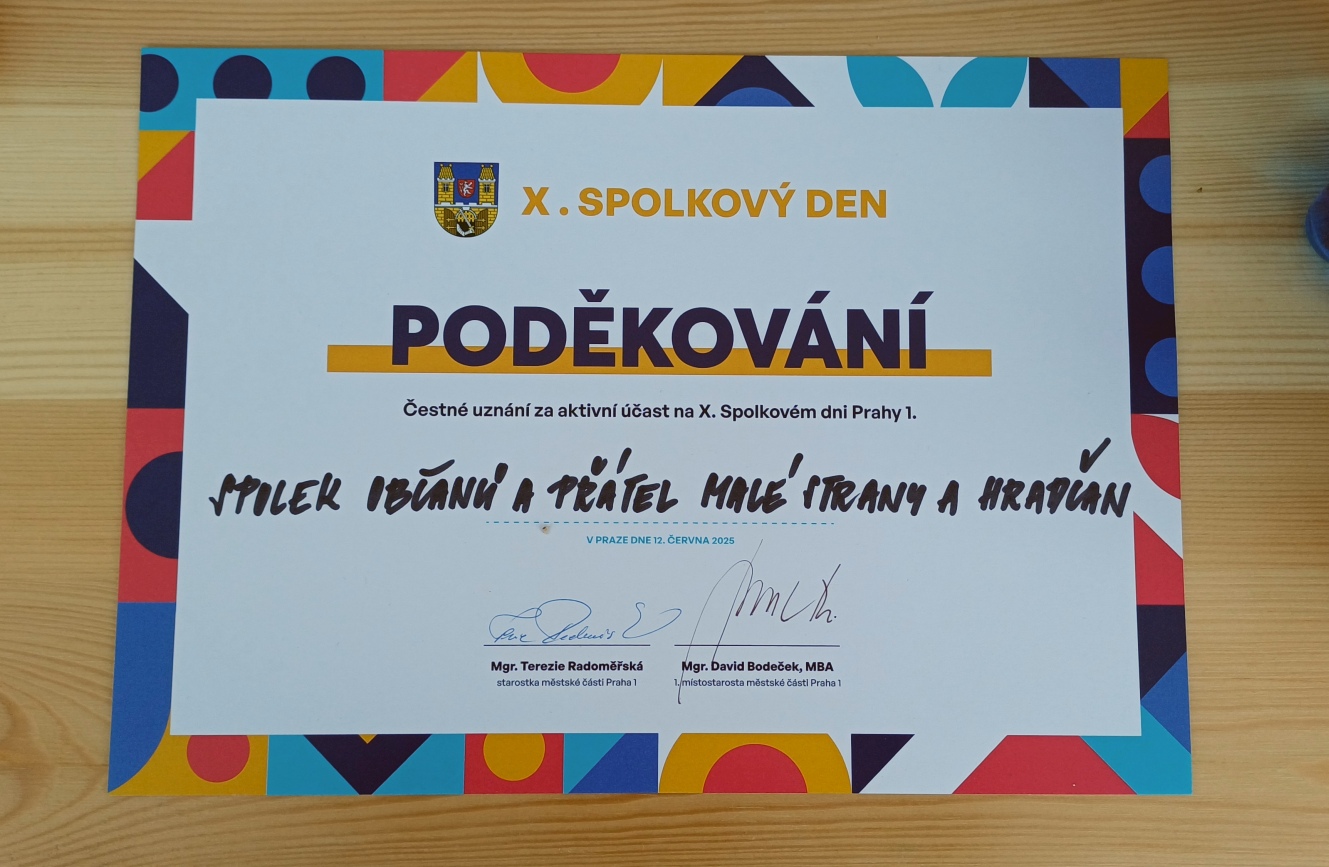 X . SPOLKOVÝ DEN
PODĚKOVÁNÍ
Čestné uznání za aktivní účast na X. Spolkovém dni Prahy 1.
SPOLEK OBČANŮ A PŘÁTEL MALÉ STRANY A HRADČAN
V PRAZE DNE 12. ČERVNA 2025
Mgr. Terezie Radoměřská
starostka městské části Praha 1
Mgr. David Bodeček, MBA
1. místostarosta městské části Praha 1